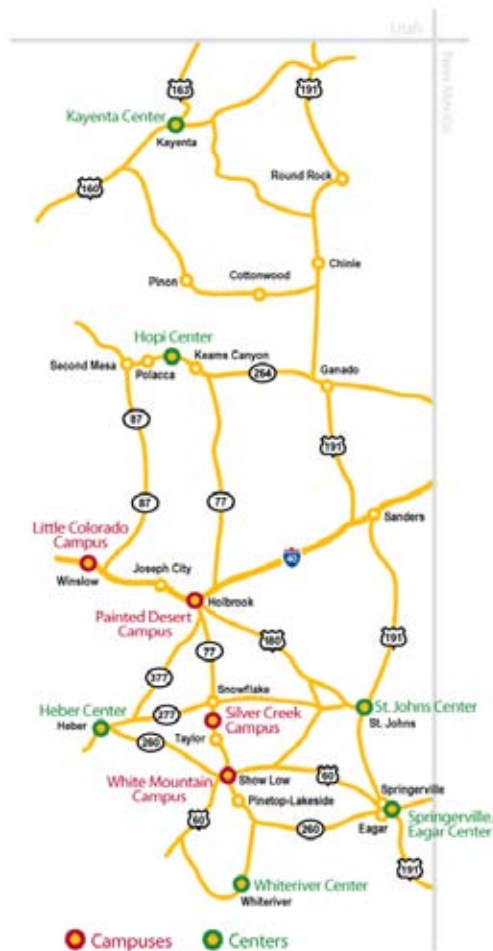 Utah
New Mexico
163
191
Kayenta Center
Kayenta
160
Round Rock
Chinle
Cottonwood
Pinon
Hopi Center
Second Mesa
Polacca
Keams Canyon
264
Ganado
87
191
87
77
Sanders
Little Colorado
Campus
40
Winslow
Joseph City
Holbrook
Painted Desert
Campus
180
191
77
377
Snowflake
Heber Center
277
Silver Creek
Campus
St. Johns Center
St. Johns
Heber
260
Taylor
White Mountain
Campus
Show Low
60
Springerville
Pinetop-Lakeside
60
260
Eagar
Springerville
Eagar Center
191
Whiteriver Center
Whiteriver
Campuses
Centers